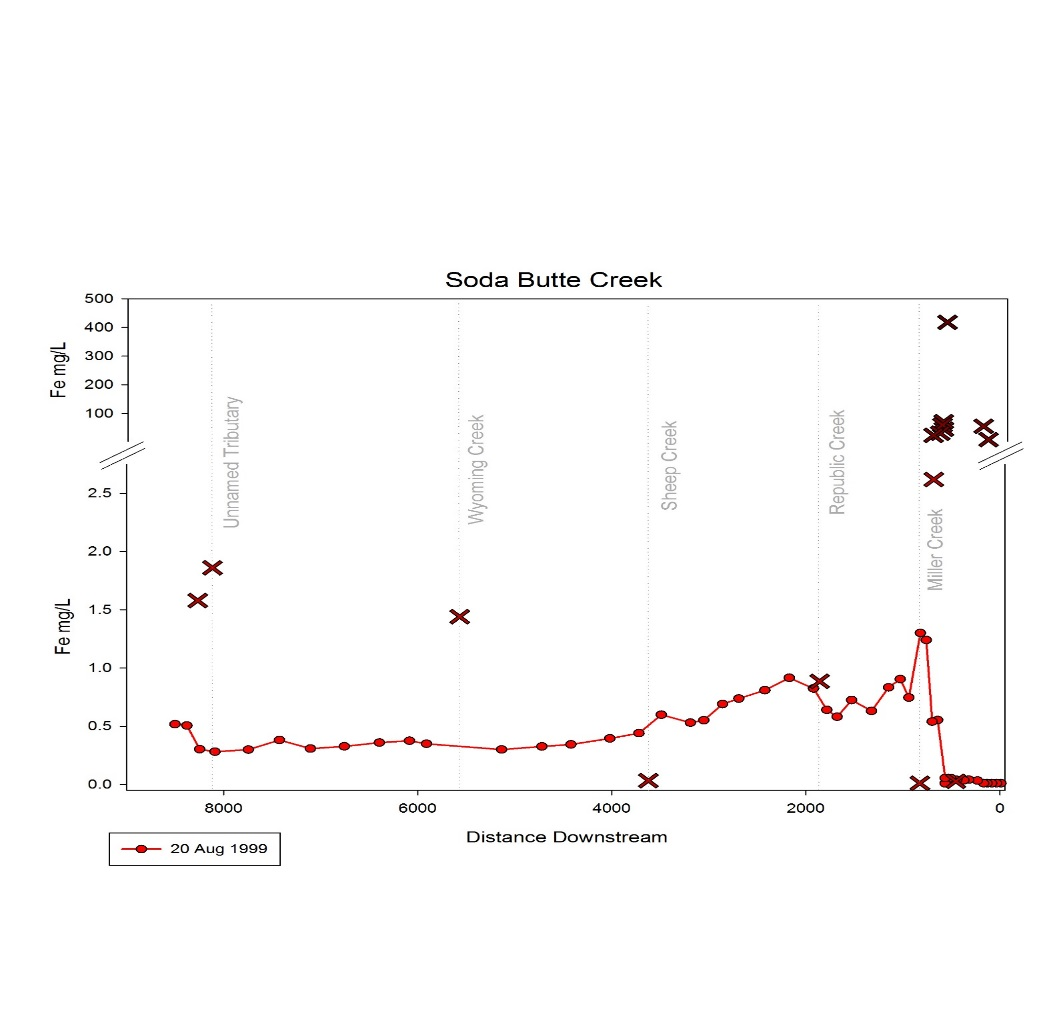 Soda Butte Creek
500
400
300
200
100
Fe mg/L
2.5
2.0
1.5
1.0
0.5
0.0
Fe mg/L
Unnamed Tributary
Wyoming Creek
Sheep Creek
Republic Creek
Miller Creek
8000 6000 4000 2000 0
Distance Downstream
20 Aug 1999